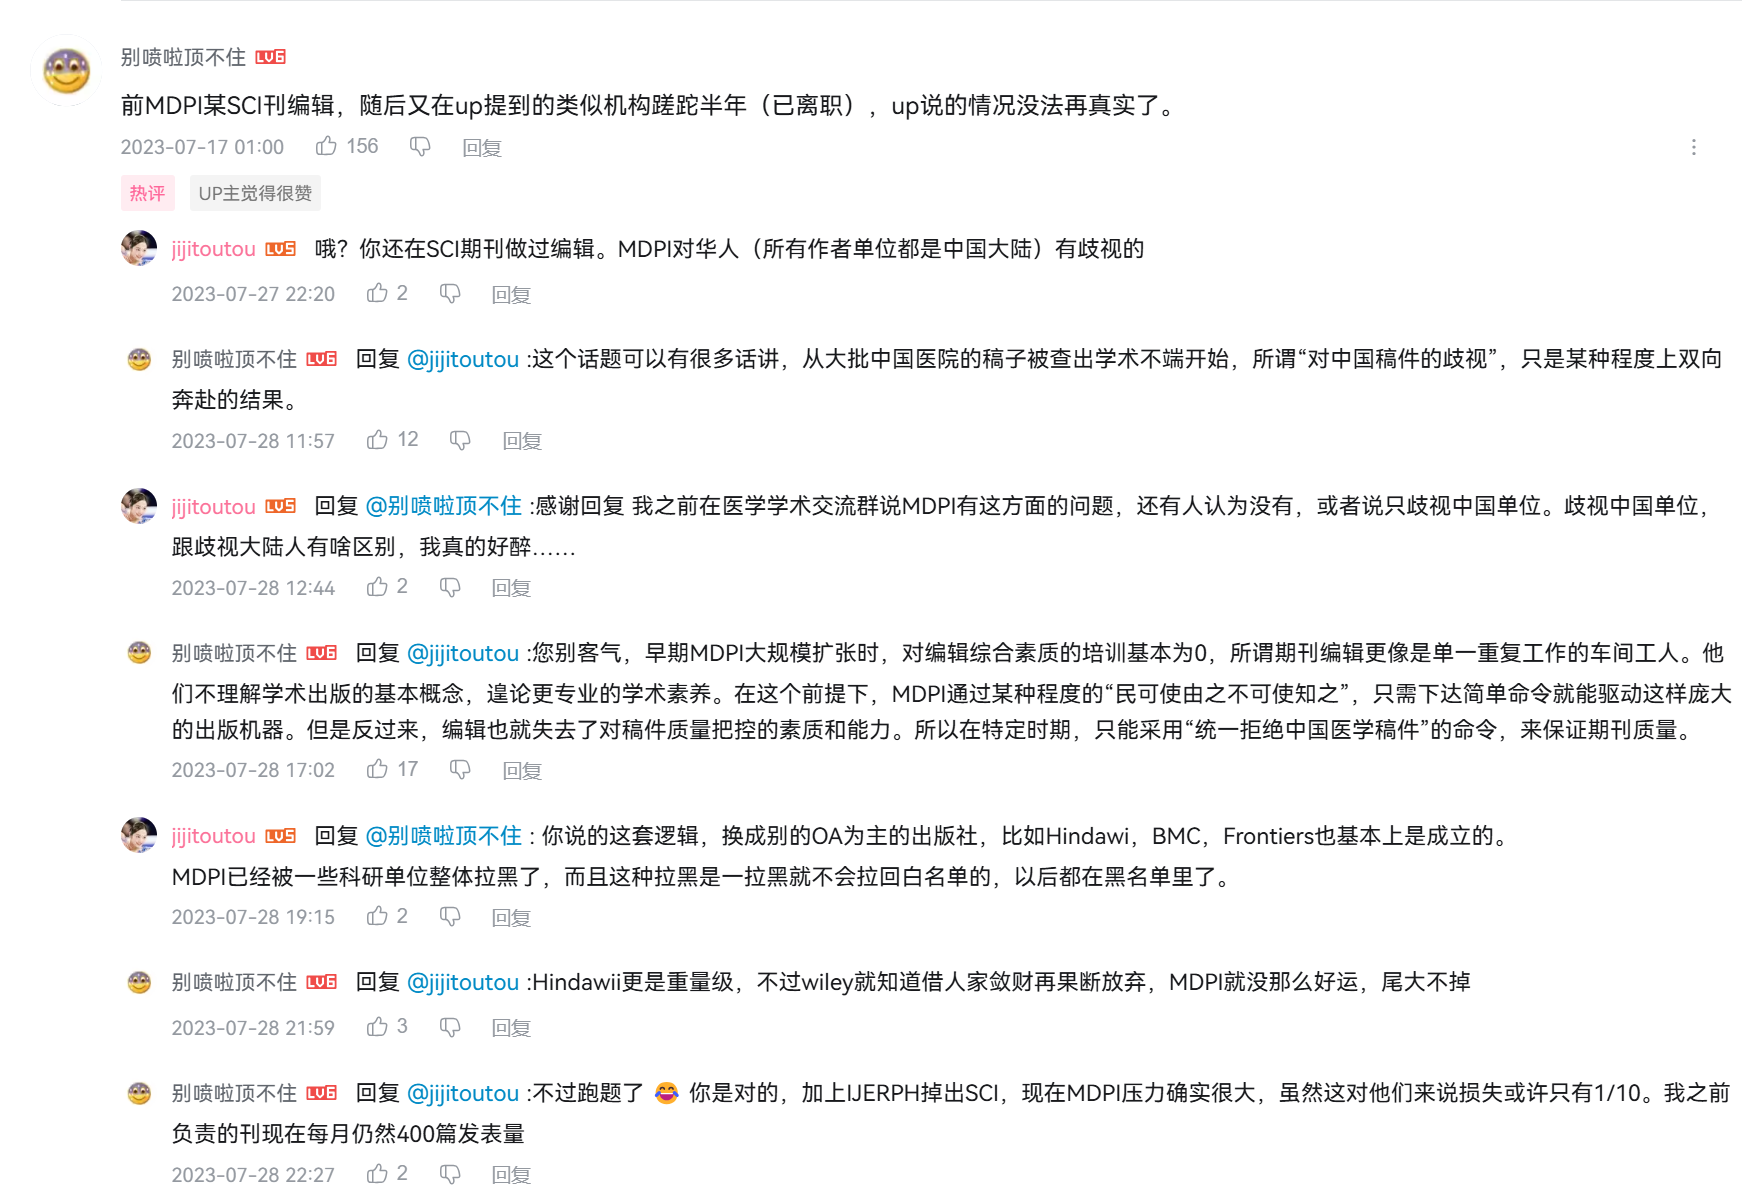 别喷啦顶不住 LV6
前MDPI某SCI刊编辑，随后又在up提到的类似机构蹉跎半年（已离职），up说的情况没法再真实了。
2023-07-17 01:00 156 回复
热评 UP主觉得很赞
jijitoutou LV5 哦？你还在SCI期刊做过编辑。MDPI对华人（所有作者单位都是中国大陆）有歧视的
2023-07-27 22:20 2 回复
别喷啦顶不住 LV6 回复 @jijitoutou :这个话题可以有很多话讲，从大批中国医院的稿子被查出学术不端开始，所谓“对中国稿件的歧视”，只是某种程度上双向
奔赴的结果。
2023-07-28 11:57 12 回复
jijitoutou LV5 回复 @别喷啦顶不住 :感谢回复 我之前在医学学术交流群说MDPI有这方面的问题，还有人认为没有，或者说只歧视中国单位。歧视中国单位，
跟歧视大陆人有啥区别，我真的好醉……
2023-07-28 12:44 2 回复
别喷啦顶不住 LV6 回复 @jijitoutou :您别客气，早期MDPI大规模扩张时，对编辑综合素质的培训基本为0，所谓期刊编辑更像是单一重复工作的车间工人。他
们不理解学术出版的基本概念，遑论更专业的学术素养。在这个前提下，MDPI通过某种程度的“民可使由之不可使知之”，只需下达简单命令就能驱动这样庞大
的出版机器。但是反过来，编辑也就失去了对稿件质量把控的素质和能力。所以在特定时期，只能采用“统一拒绝中国医学稿件”的命令，来保证期刊质量。
2023-07-28 17:02 17 回复
jijitoutou LV5 回复 @别喷啦顶不住 : 你说的这套逻辑，换成别的OA为主的出版社，比如Hindawi，BMC，Frontiers也基本上是成立的。
MDPI已经被一些科研单位整体拉黑了，而且这种拉黑是一拉黑就不会拉回白名单的，以后都在黑名单里了。
2023-07-28 19:15 2 回复
别喷啦顶不住 LV6 回复 @jijitoutou :Hindawii更是重量级，不过wiley就知道借人家敛财再果断放弃，MDPI就没那么好运，尾大不掉
2023-07-28 21:59 3 回复
别喷啦顶不住 LV6 回复 @jijitoutou :不过跑题了 😂 你是对的，加上IJERPH掉出SCI，现在MDPI压力确实很大，虽然这对他们来说损失或许只有1/10。我之前
负责的刊现在每月仍然400篇发表量
2023-07-28 22:27 2 回复